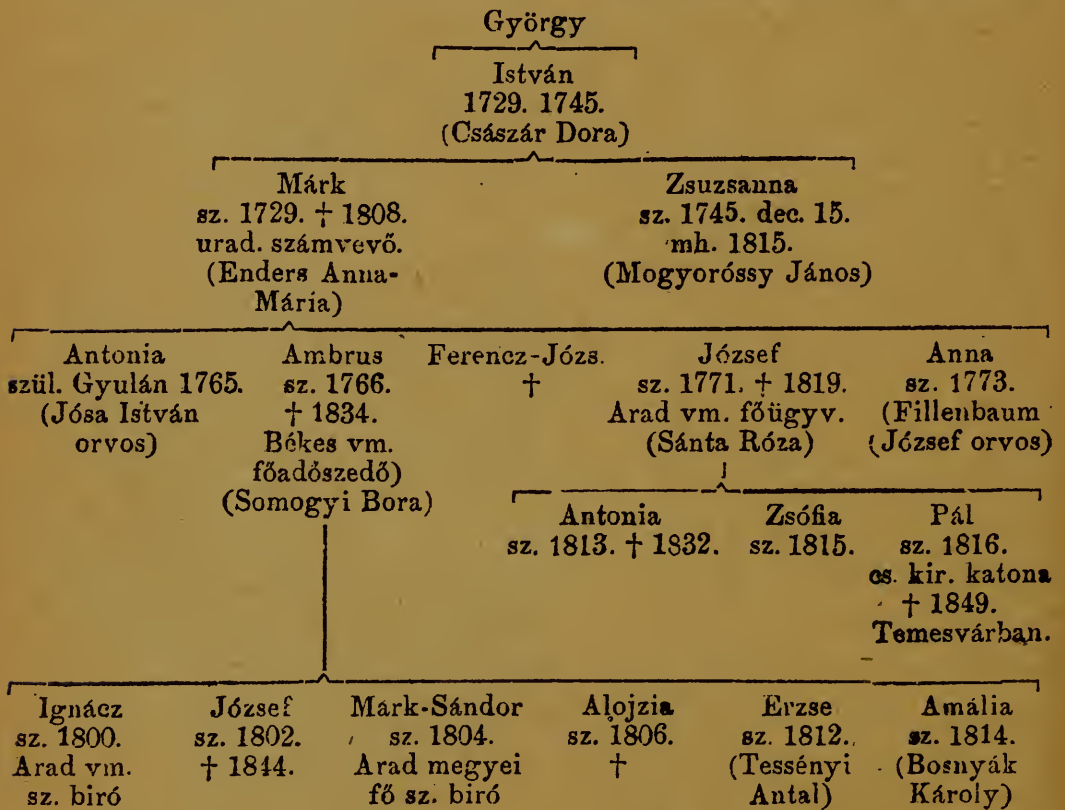 György
István
1729. 1745.
(Császár Dora)
Márk
sz. 1729. † 1808.
urad. számvevő.
(Enders Anna-
Mária)
Zsuzsanna
sz. 1745. dec. 15.
mh. 1815.
(Mogyoróssy János)
Antonia
szül. Gyulán 1765.
(Jósa István
orvos)
Ambrus
sz. 1766.
† 1834.
Békes vm.
főadószedő)
(Somogyi Bora)
Ferencz-Józs.
†
József
sz. 1771. † 1819.
Arad vm. főügyv.
(Sánta Róza)
Anna
sz. 1773.
(Fillenbaum
(József orvos)
Antonia
sz. 1813. † 1832.
Zsófia
sz. 1815.
Pál
sz. 1816.
cs. kir. katona
† 1849.
Temesvárban.
Ignácz
sz. 1800.
Arad vm.
sz. biró
József
sz. 1802.
† 1844.
Márk-Sándor
sz. 1804.
Arad megyei
fő sz. biró
Alojzia
sz. 1806.
†
Erzse
sz. 1812.
(Tessényi
Antal)
Amália
sz. 1814.
(Bosnyák
Károly)